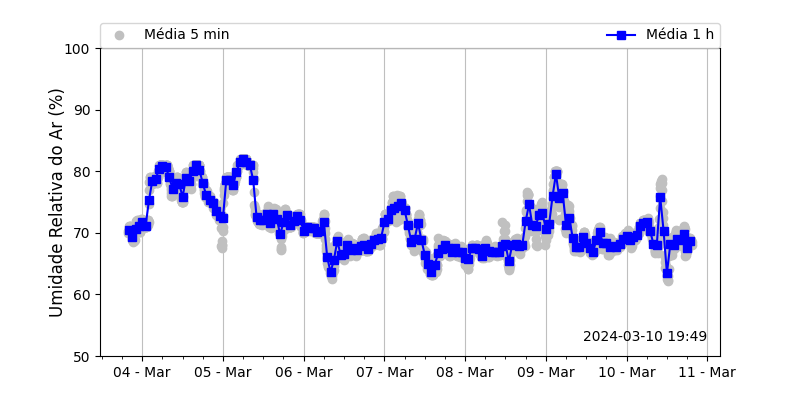 Média 5 min
Média 1 h
Umidade Relativa do Ar (%)
100
90
80
70
60
50
2024-03-10 19:49
04 - Mar
05 - Mar
06 - Mar
07 - Mar
08 - Mar
09 - Mar
10 - Mar
11 - Mar